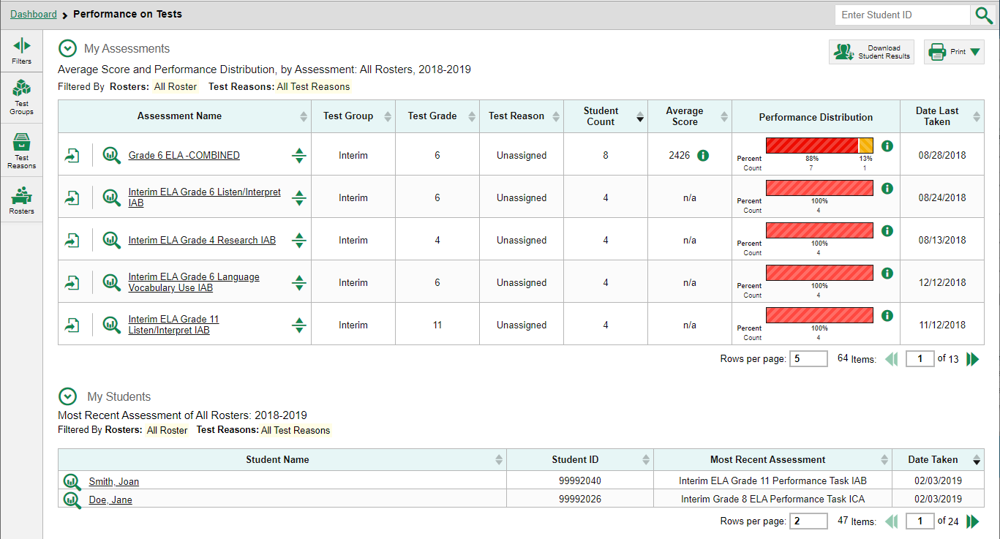 Dashboard > Performance on Tests
Enter Student ID
Filters
Test
Groups
Test
Reasons
Rosters
My Assessments
Download
Student Results
Print
Average Score and Performance Distribution, by Assessment: All Rosters, 2018-2019
Filtered By Rosters: All Roster Test Reasons: All Test Reasons
Assessment Name
Test Group
Test Grade
Test Reason
Student
Count
Average
Score
Performance Distribution
Date Last
Taken
Grade 6 ELA -COMBINED
Interim
6
Unassigned
8
2426
Percent 88% 13%
Count 7 1
08/28/2018
Interim ELA Grade 6 Listen/Interpret
IAB
Interim
6
Unassigned
4
n/a
Percent 100%
Count 4
08/24/2018
Interim ELA Grade 4 Research IAB
Interim
4
Unassigned
4
n/a
Percent 100%
Count 4
08/13/2018
Interim ELA Grade 6 Language
Vocabulary Use IAB
Interim
6
Unassigned
4
n/a
Percent 100%
Count 4
12/12/2018
Interim ELA Grade 11
Listen/Interpret IAB
Interim
11
Unassigned
4
n/a
Percent 100%
Count 4
11/12/2018
Rows per page: 5 64 Items: 1 of 13
My Students
Most Recent Assessment of All Rosters: 2018-2019
Filtered By Rosters: All Roster Test Reasons: All Test Reasons
Student Name Student ID Most Recent Assessment Date Taken
Smith, Joan 99992040 Interim ELA Grade 11 Performance Task IAB 02/03/2019
Doe, Jane 99992026 Interim Grade 8 ELA Performance Task ICA 02/03/2019
Rows per page: 2 47 Items: 1 of 24